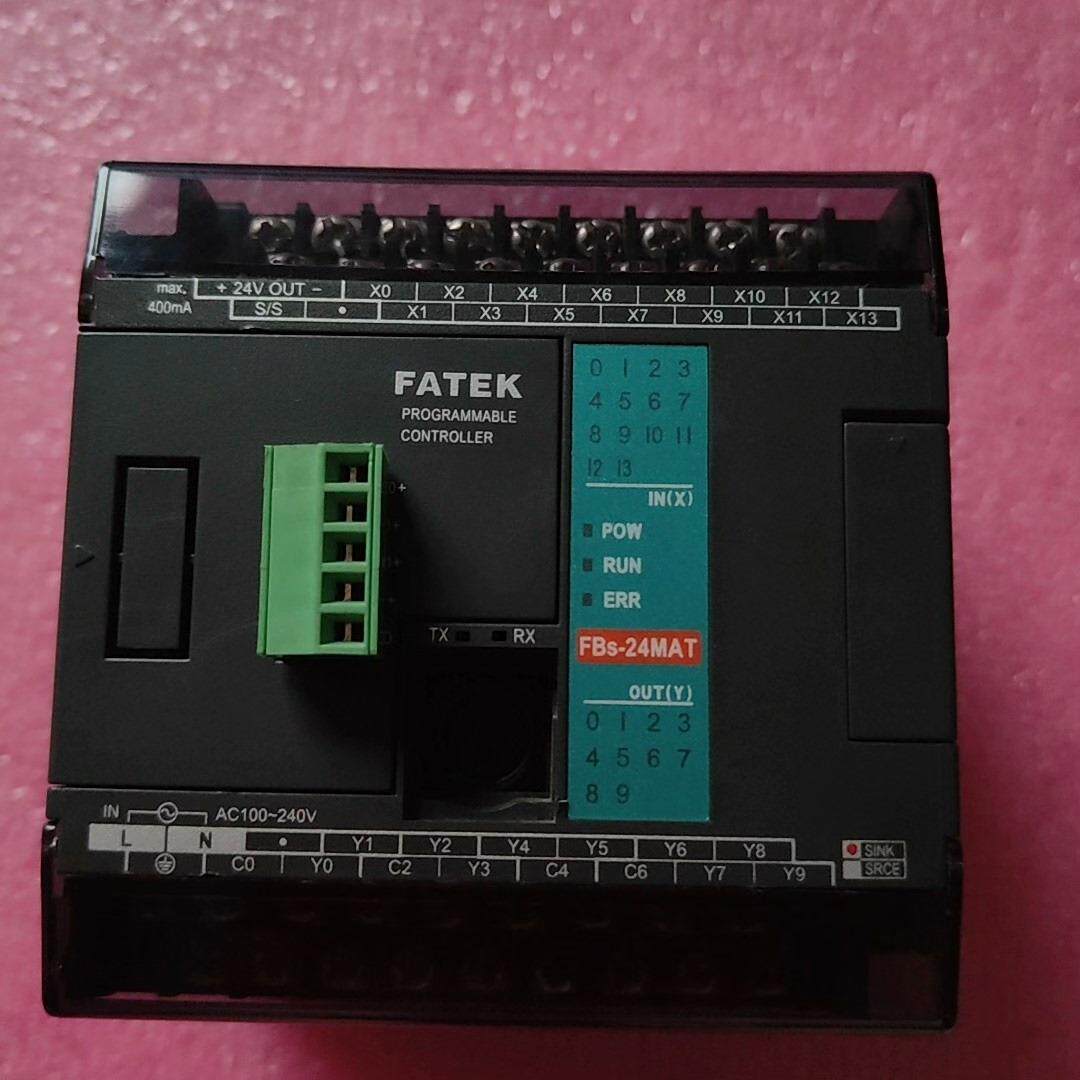 max. + 24V OUT − X0 X2 X4 X6 X8 X10 X12
400mA S/S • X1 X3 X5 X7 X9 X11 X13
FATEK
PROGRAMMABLE
CONTROLLER
0 1 2 3
4 5 6 7
8 9 10 11
12 13
IN(X)
POW
RUN
ERR
TX RX
FBs-24MAT
OUT(Y)
0 1 2 3
4 5 6 7
8 9
IN AC100~240V
L N • Y1 Y2 Y4 Y5 Y6 Y8
C0 Y0 C2 Y3 C4 C6 Y7 Y9
SINK
SRCE